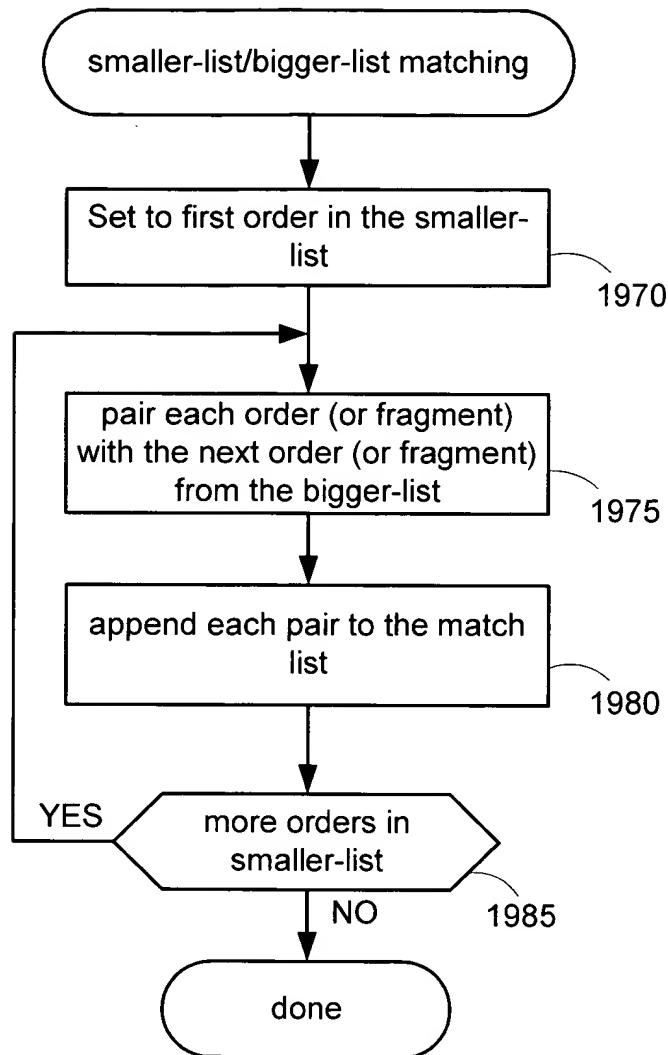 smaller-list/bigger-list matching
Set to first order in the smaller-
list
1970
pair each order (or fragment)
with the next order (or fragment)
from the bigger-list
1975
append each pair to the match
list
1980
YES
more orders in
smaller-list
1985
NO
done